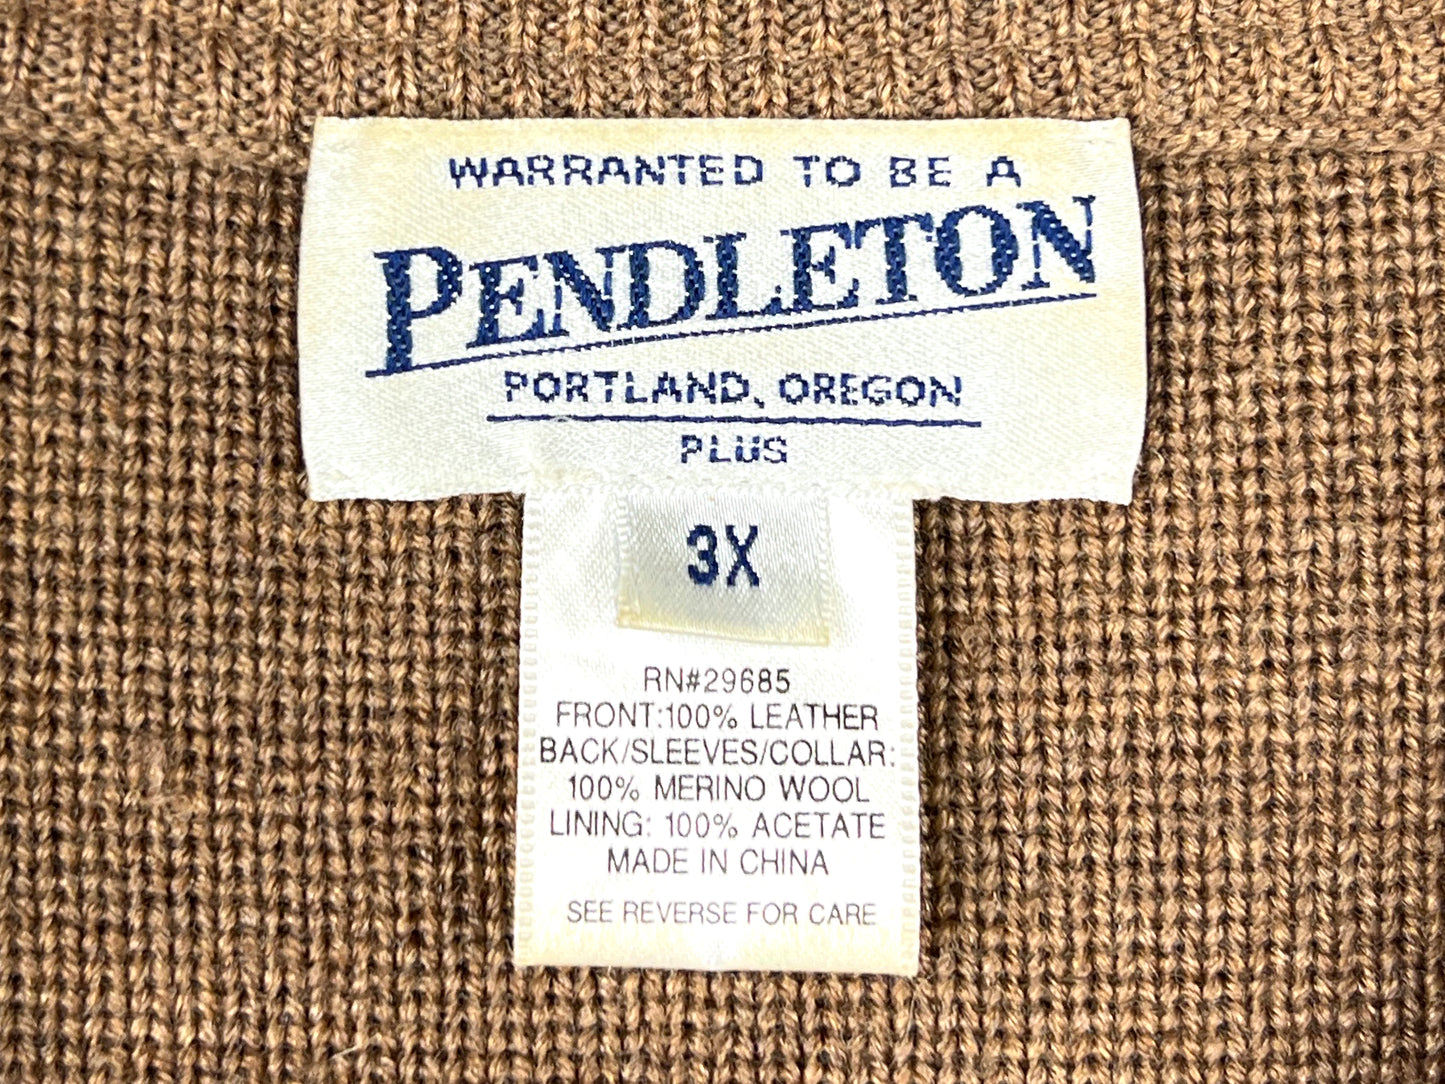 WARRANTED TO BE A
PENDLETON
PORTLAND, OREGON
PLUS
3X
RN#29685
FRONT:100% LEATHER
BACK/SLEEVES/COLLAR:
100% MERINO WOOL
LINING: 100% ACETATE
MADE IN CHINA
SEE REVERSE FOR CARE